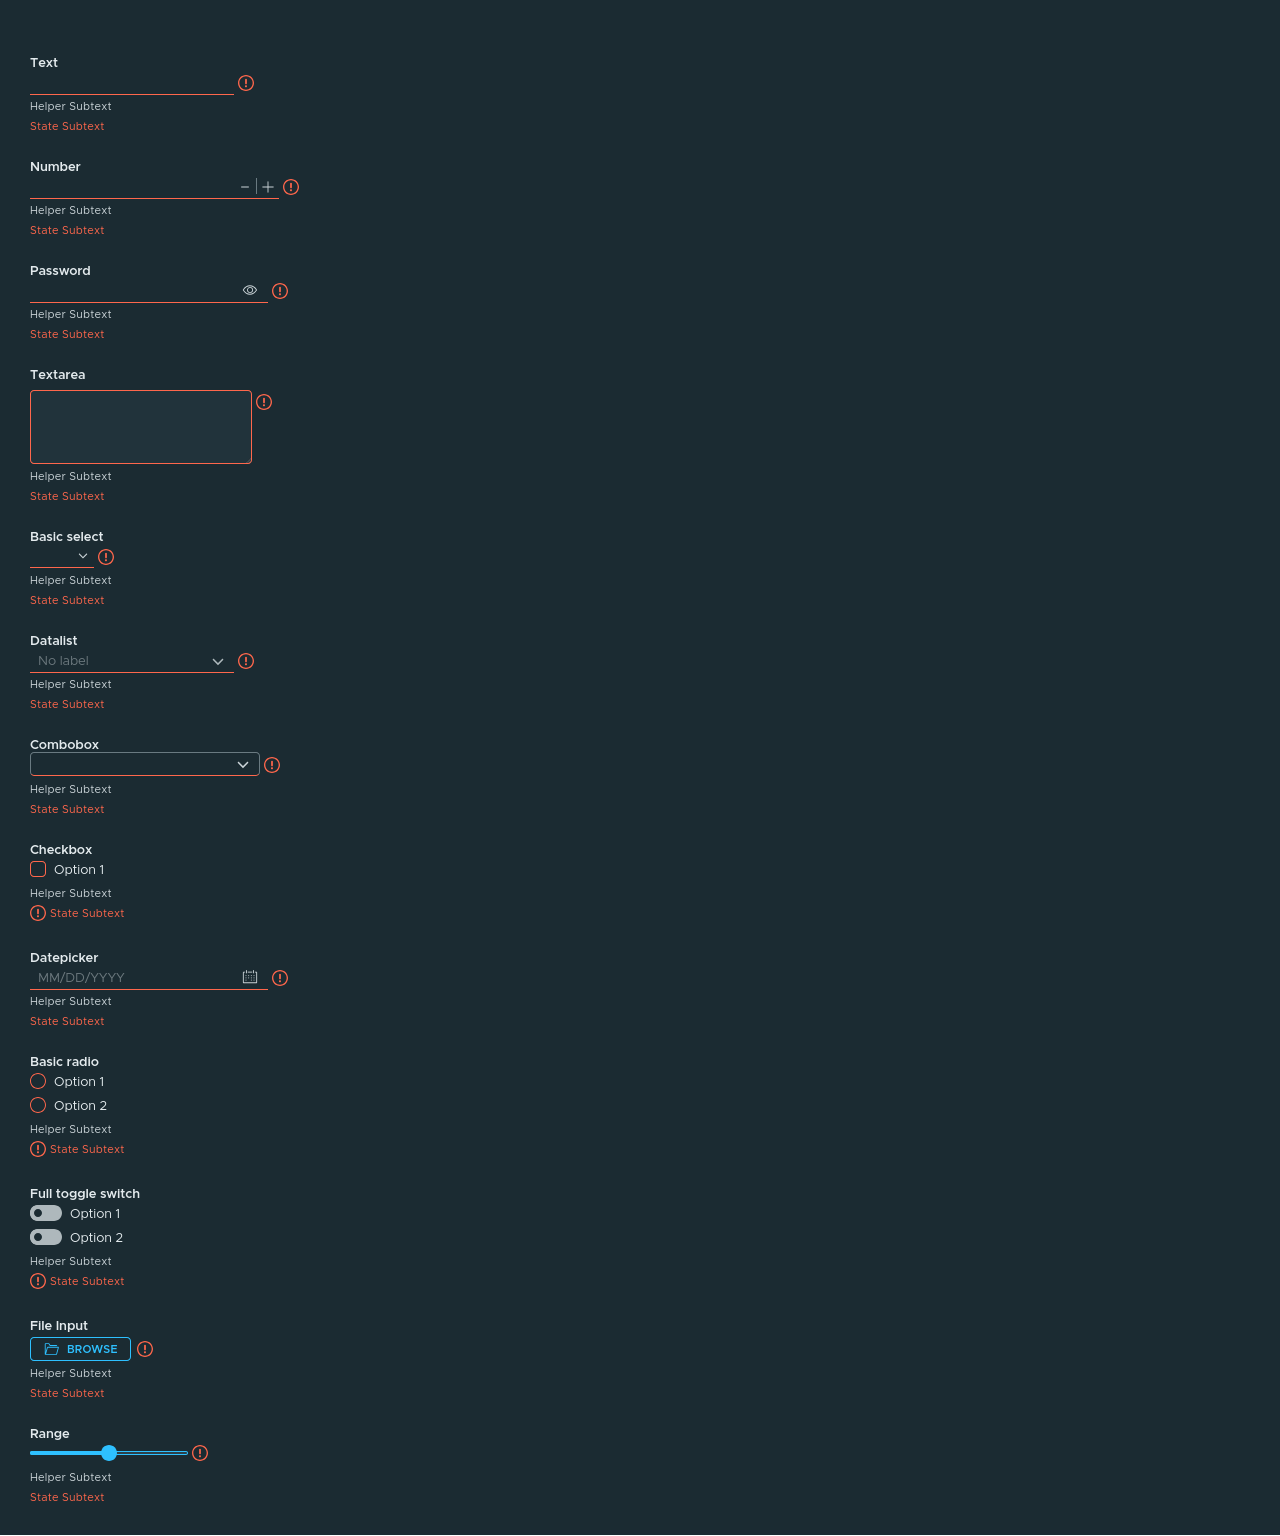 Text
Helper Subtext
State Subtext
Number
Helper Subtext
State Subtext
Password
Helper Subtext
State Subtext
Textarea
Helper Subtext
State Subtext
Basic select
Helper Subtext
State Subtext
Datalist
No label
Helper Subtext
State Subtext
Combobox
Helper Subtext
State Subtext
Checkbox
Option 1
Helper Subtext
State Subtext
Datepicker
MM/DD/YYYY
Helper Subtext
State Subtext
Basic radio
Option 1
Option 2
Helper Subtext
State Subtext
Full toggle switch
Option 1
Option 2
Helper Subtext
State Subtext
File Input
BROWSE
Helper Subtext
State Subtext
Range
Helper Subtext
State Subtext